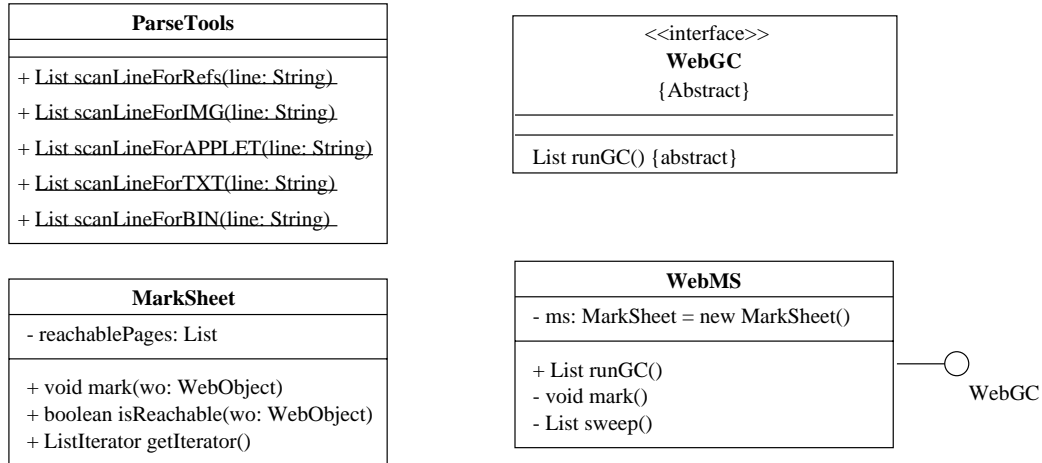 ParseTools
+ List scanLineForRefs(line: String)
+ List scanLineForIMG(line: String)
+ List scanLineForAPPLET(line: String)
+ List scanLineForTXT(line: String)
+ List scanLineForBIN(line: String)
<<interface>>
WebGC
{Abstract}
List runGC() {abstract}
MarkSheet
- reachablePages: List
+ void mark(wo: WebObject)
+ boolean isReachable(wo: WebObject)
+ ListIterator getIterator()
WebMS
- ms: MarkSheet = new MarkSheet()
+ List runGC()
- void mark()
- List sweep()
WebGC